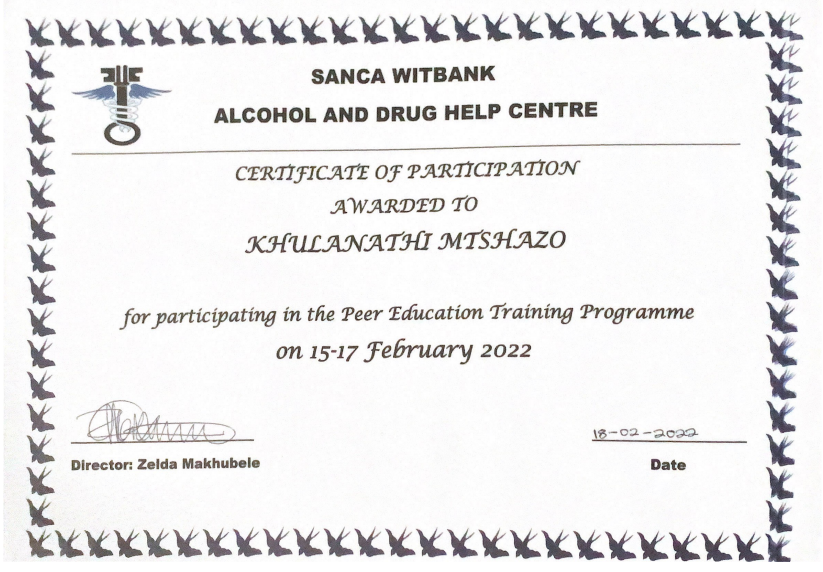 SANCA WITBANK
ALCOHOL AND DRUG HELP CENTRE
CERTIFICATE OF PARTICIPATION
AWARDED TO
KHULANATHI MTSHAZO
for participating in the Peer Education Training Programme
on 15-17 February 2022
18-02-2022
Director: Zelda Makhubele
Date